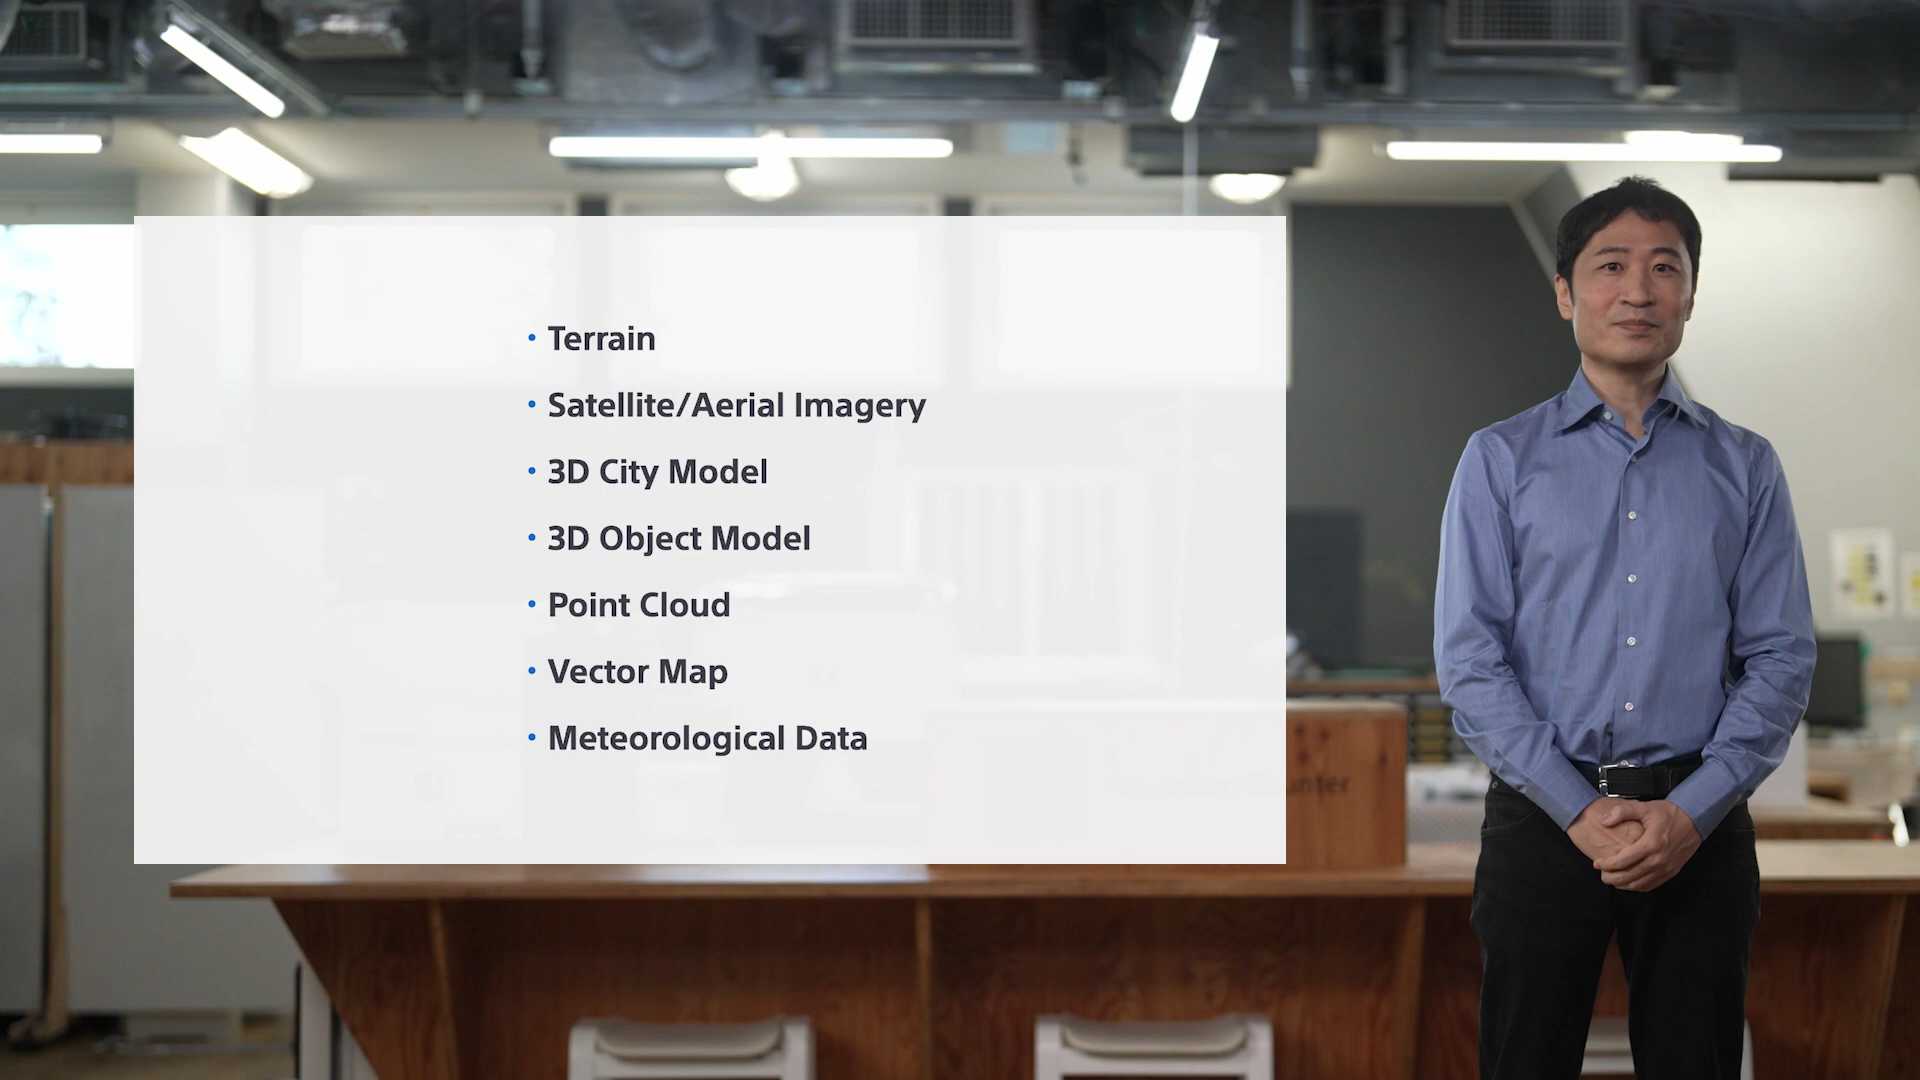 • Terrain
• Satellite/Aerial Imagery
• 3D City Model
• 3D Object Model
• Point Cloud
• Vector Map
• Meteorological Data